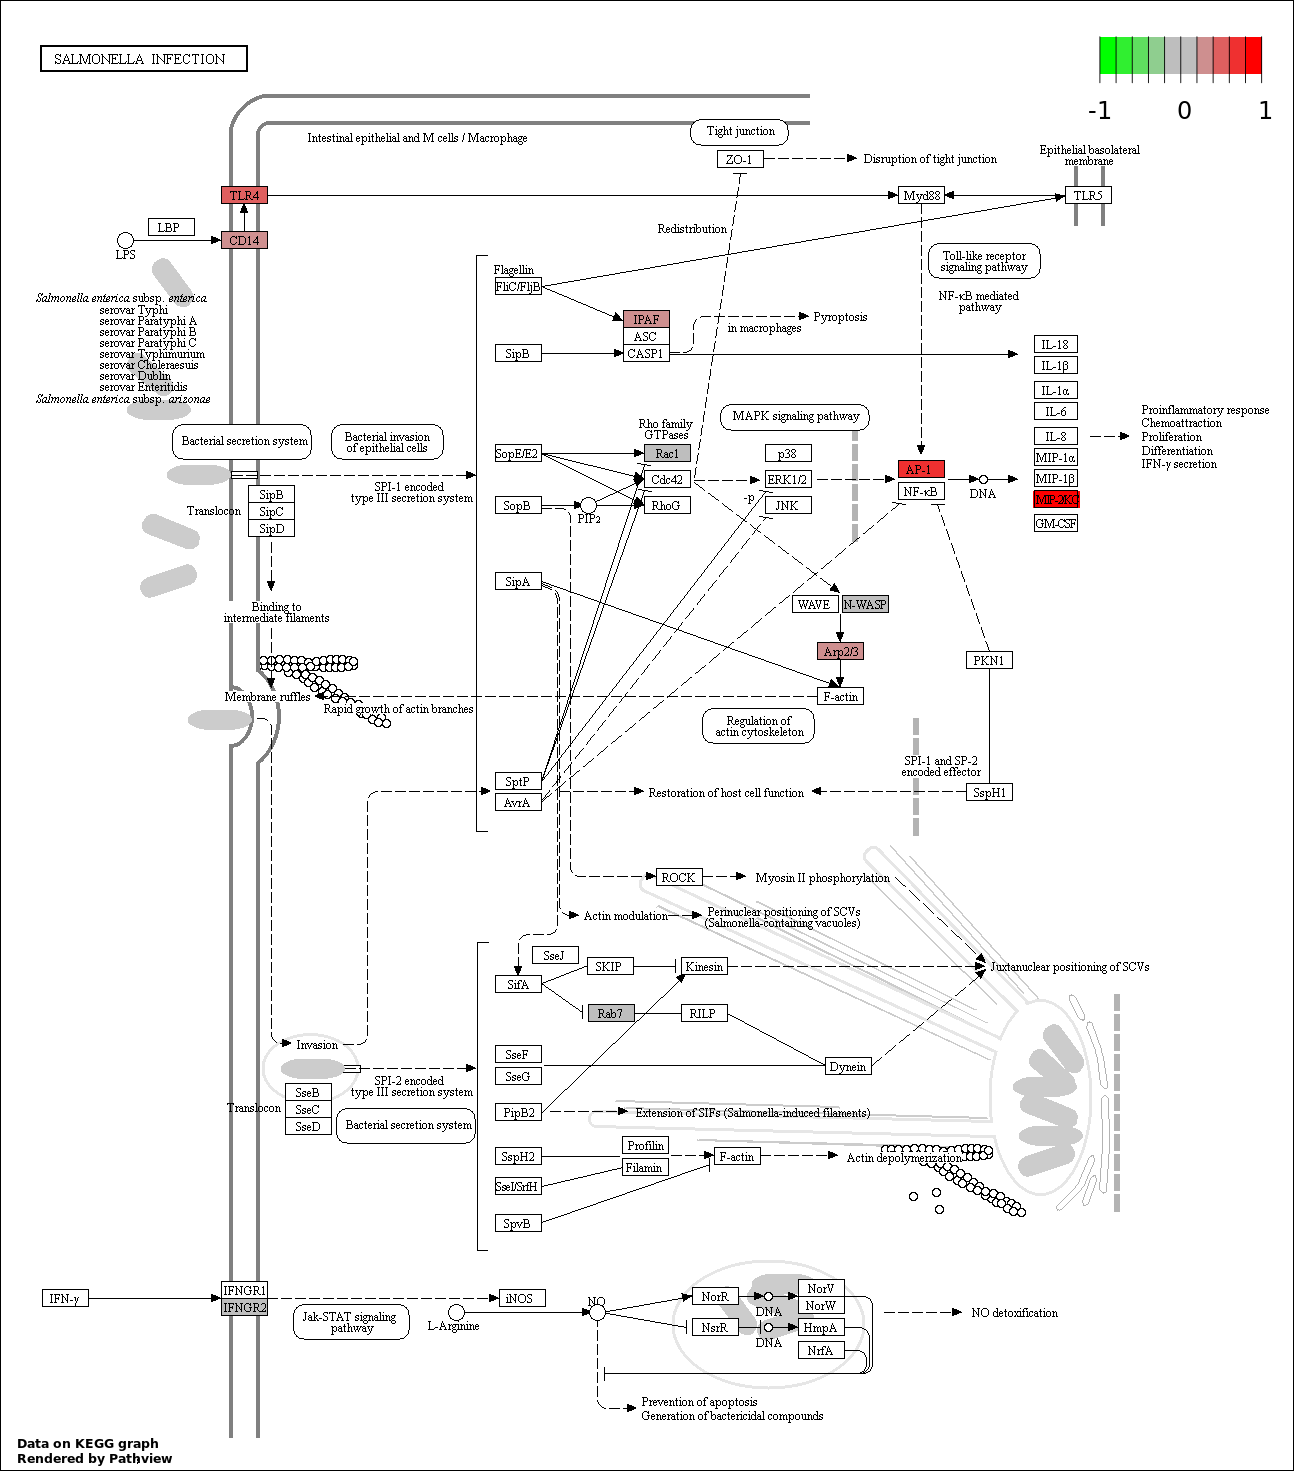 SALMONELLA INFECTION
-1 0 1
Intestinal epithelial and M cells / Macrophage
Tight junction
ZO-1
Disruption of tight junction
Epithelial basolateral
membrane
TLR4
Myd88
TLR5
LBP
CD14
LPS
Redistribution
Toll-like receptor
signaling pathway
NF-κB mediated
pathway
Flagellin
FliC/FljB
Salmonella enterica subsp. enterica
serovar Typhi
serovar Paratyphi A
serovar Paratyphi B
serovar Paratyphi C
serovar Typhimurium
serovar Choleraesuis
serovar Dublin
serovar Enteritidis
Salmonella enterica subsp. arizonae
IPAF
ASC
CASP1
SipB
Pyroptosis
in macrophages
IL-18
IL-1β
IL-1α
IL-6
IL-8
MIP-1α
MIP-1β
GM-CSF
Proinflammatory response
Chemoattraction
Proliferation
Differentiation
IFN-γ secretion
MAPK signaling pathway
Rho family
GTPases
Bacterial secretion system
Bacterial invasion
of epithelial cells
SopE/E2
Rac1
Cdc42
RhoG
p38
ERK1/2
JNK
-p
AP-1
NF-κB
DNA
SPI-1 encoded
type III secretion system
SipB
SipC
SipD
Translocon
SopB
PIP2
SipA
WAVE
N-WASP
Arp2/3
F-actin
PKN1
Binding to
intermediate filaments
Membrane ruffles
Rapid growth of actin branches
Regulation of
actin cytoskeleton
SPI-1 and SP-2
encoded effector
SptP
AvrA
Restoration of host cell function
SspH1
ROCK
Myosin II phosphorylation
Actin modulation
Perinuclear positioning of SCVs
(Salmonella-containing vacuoles)
SseJ
SifA
SKIP
Kinesin
Juxtanuclear positioning of SCVs
Rab7
RILP
Invasion
SseF
SseG
Dynein
SPI-2 encoded
type III secretion system
SseB
SseC
SseD
Translocon
Bacterial secretion system
PipB2
Extension of SIFs (Salmonella-induced filaments)
SspH2
Profilin
Filamin
F-actin
Actin depolymerization
SseI/SrfH
SpvB
IFN-γ
IFNGR1
IFNGR2
Jak-STAT signaling
pathway
iNOS
L-Arginine
NO
NorR
DNA
NorV
NorW
NsrR
DNA
HmpA
NrfA
NO detoxification
Prevention of apoptosis
Generation of bactericidal compounds
Data on KEGG graph
Rendered by Pathview